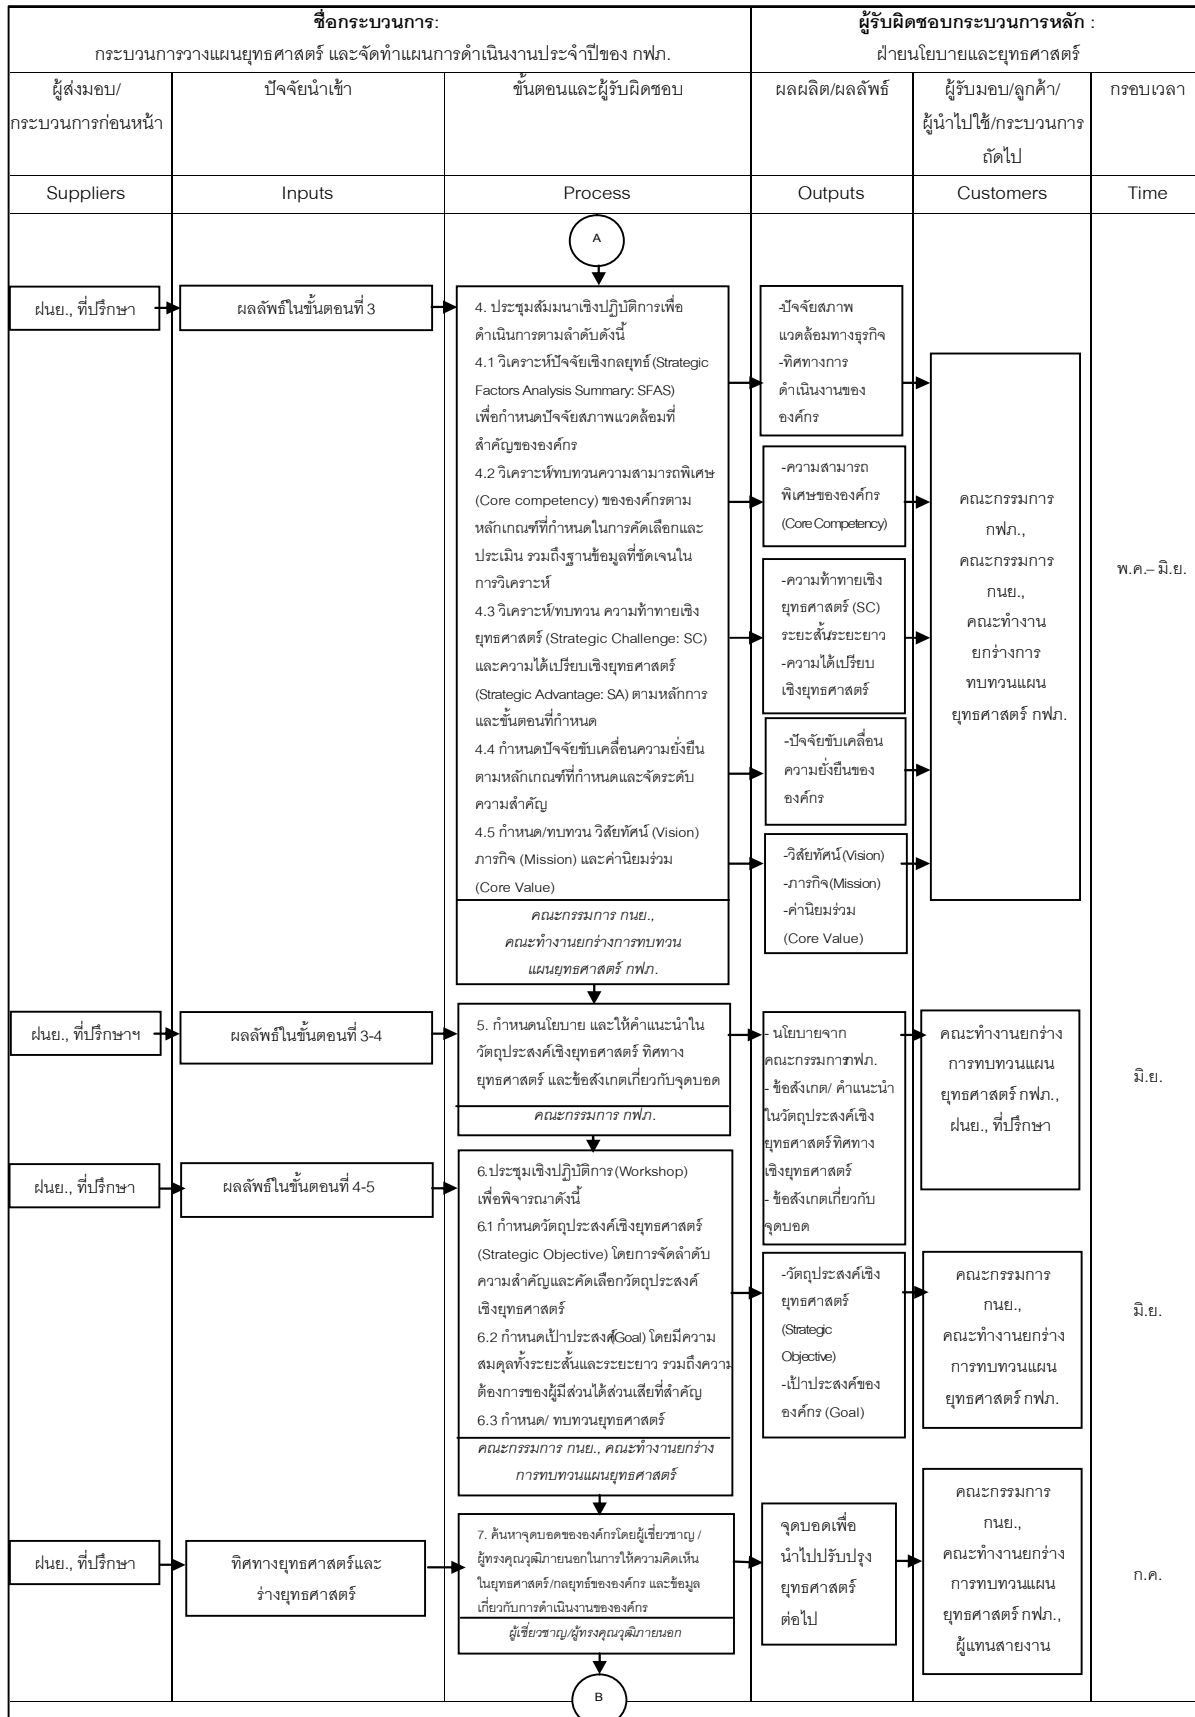 ชื่อกระบวนการ:
กระบวนการวางแผนยุทธศาสตร์ และจัดทำแผนการดำเนินงานประจำปีของ กฟภ.
ผู้รับผิดชอบกระบวนการหลัก :
ฝ่ายนโยบายและยุทธศาสตร์
ผู้ส่งมอบ/
กระบวนการก่อนหน้า
ปัจจัยนำเข้า
ขั้นตอนและผู้รับผิดชอบ
ผลผลิต/ผลลัพธ์
ผู้รับมอบ/ลูกค้า/
ผู้นำไปใช้/กระบวนการ
ถัดไป
กรอบเวลา
Suppliers
Inputs
Process
Outputs
Customers
Time
A
ฝนย., ที่ปรึกษา
ผลลัพธ์ในขั้นตอนที่ 3
4. ประชุมสัมมนาเชิงปฏิบัติการเพื่อ
ดำเนินการตามลำดับดังนี้
4.1 วิเคราะห์ปัจจัยเชิงกลยุทธ์ (Strategic
Factors Analysis Summary: SFAS)
เพื่อกำหนดปัจจัยสภาพแวดล้อมที่
สำคัญขององค์กร
4.2 วิเคราะห์/ทบทวนความสามารถพิเศษ
(Core competency) ขององค์กรตาม
หลักเกณฑ์ที่กำหนดในการคัดเลือกและ
ประเมิน รวมถึงฐานข้อมูลที่ชัดเจนใน
การวิเคราะห์
4.3 วิเคราะห์/ทบทวน ความท้าทายเชิง
ยุทธศาสตร์ (Strategic Challenge: SC)
และความได้เปรียบเชิงยุทธศาสตร์
(Strategic Advantage: SA) ตามหลักการ
และขั้นตอนที่กำหนด
4.4 กำหนดปัจจัยขับเคลื่อนความยั่งยืน
ตามหลักเกณฑ์ที่กำหนดและจัดระดับ
ความสำคัญ
4.5 กำหนด/ทบทวน วิสัยทัศน์ (Vision)
ภารกิจ (Mission) และค่านิยมร่วม
(Core Value)
คณะกรรมการ กนย.,
คณะทำงานยกร่างการทบทวน
แผนยุทธศาสตร์ กฟภ.
-ปัจจัยสภาพ
แวดล้อมทางธุรกิจ
-ทิศทางการ
ดำเนินงานของ
องค์กร
-ความสามารถ
พิเศษขององค์กร
(Core Competency)
-ความท้าทายเชิง
ยุทธศาสตร์ (SC)
ระยะสั้น/ระยะยาว
-ความได้เปรียบ
เชิงยุทธศาสตร์
-ปัจจัยขับเคลื่อน
ความยั่งยืนของ
องค์กร
-วิสัยทัศน์ (Vision)
-ภารกิจ (Mission)
-ค่านิยมร่วม
(Core Value)
คณะกรรมการ
กฟภ.,
คณะกรรมการ
กนย.,
คณะทำงาน
ยกร่างการ
ทบทวนแผน
ยุทธศาสตร์ กฟภ.
พ.ค.– มิ.ย.
ฝนย., ที่ปรึกษาฯ
ผลลัพธ์ในขั้นตอนที่ 3-4
5. กำหนดนโยบาย และให้คำแนะนำใน
วัตถุประสงค์เชิงยุทธศาสตร์ ทิศทาง
ยุทธศาสตร์ และข้อสังเกตเกี่ยวกับจุดบอด
คณะกรรมการ กฟภ.
- นโยบายจาก
คณะกรรมการกฟภ.
- ข้อสังเกต/ คำแนะนำ
ในวัตถุประสงค์เชิง
ยุทธศาสตร์ ทิศทาง
เชิงยุทธศาสตร์
- ข้อสังเกตเกี่ยวกับ
จุดบอด
คณะทำงานยกร่าง
การทบทวนแผน
ยุทธศาสตร์ กฟภ.,
ฝนย., ที่ปรึกษา
มิ.ย.
ฝนย., ที่ปรึกษา
ผลลัพธ์ในขั้นตอนที่ 4-5
6.ประชุมเชิงปฏิบัติการ (Workshop)
เพื่อพิจารณาดังนี้
6.1 กำหนดวัตถุประสงค์เชิงยุทธศาสตร์
(Strategic Objective) โดยการจัดลำดับ
ความสำคัญและคัดเลือกวัตถุประสงค์
เชิงยุทธศาสตร์
6.2 กำหนดเป้าประสงค์(Goal) โดยมีความ
สมดุลทั้งระยะสั้นและระยะยาว รวมถึงความ
ต้องการของผู้มีส่วนได้ส่วนเสียที่สำคัญ
6.3 กำหนด/ ทบทวนยุทธศาสตร์
คณะกรรมการ กนย., คณะทำงานยกร่าง
การทบทวนแผนยุทธศาสตร์
-วัตถุประสงค์เชิง
ยุทธศาสตร์
(Strategic
Objective)
-เป้าประสงค์ของ
องค์กร (Goal)
คณะกรรมการ
กนย.,
คณะทำงานยกร่าง
การทบทวนแผน
ยุทธศาสตร์ กฟภ.
มิ.ย.
ฝนย., ที่ปรึกษา
ทิศทางยุทธศาสตร์และ
ร่างยุทธศาสตร์
7. ค้นหาจุดบอดขององค์กรโดยผู้เชี่ยวชาญ /
ผู้ทรงคุณวุฒิภายนอกในการให้ความคิดเห็น
ในยุทธศาสตร์ /กลยุทธ์ขององค์กร และข้อมูล
เกี่ยวกับการดำเนินงานขององค์กร
ผู้เชี่ยวชาญ/ผู้ทรงคุณวุฒิภายนอก
จุดบอดเพื่อ
นำไปปรับปรุง
ยุทธศาสตร์
ต่อไป
คณะกรรมการ
กนย.,
คณะทำงานยกร่าง
การทบทวนแผน
ยุทธศาสตร์ กฟภ.,
ผู้แทนสายงาน
ก.ค.
B